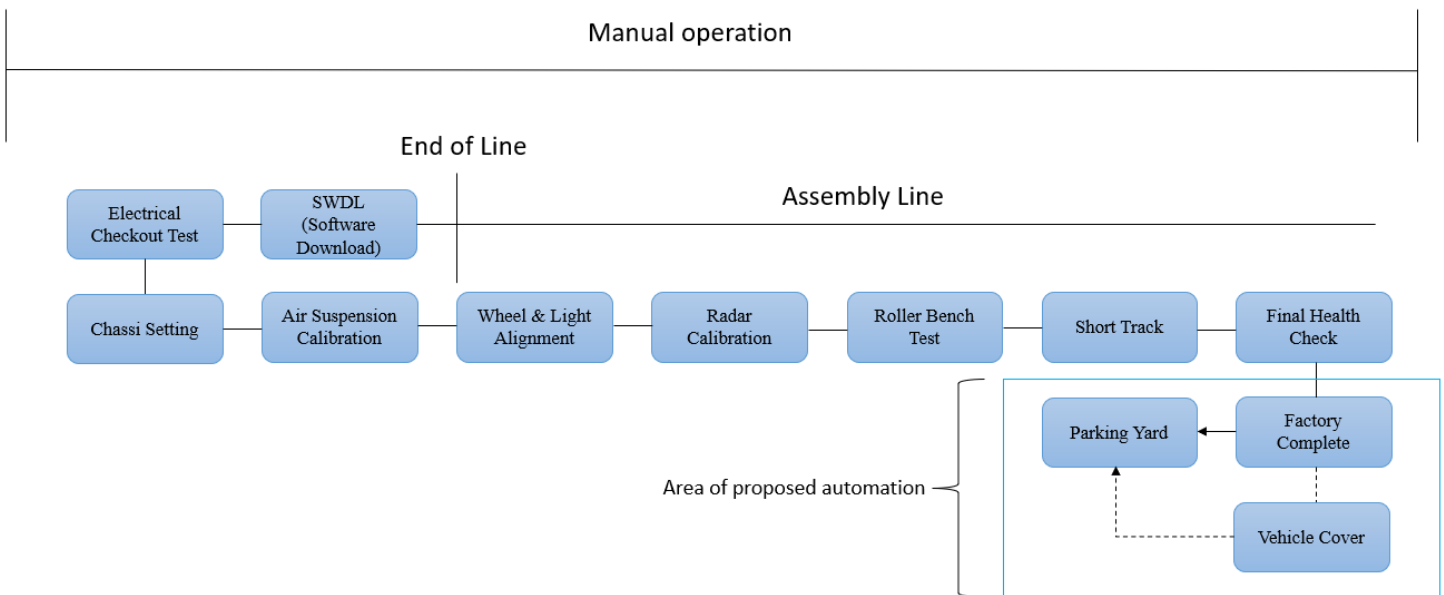 Manual operation
End of Line
Assembly Line
Electrical
Checkout Test
SWDL
(Software
Download)
Chassi Setting
Air Suspension
Calibration
Wheel & Light
Alignment
Radar
Calibration
Roller Bench
Test
Short Track
Final Health
Check
Parking Yard
Factory
Complete
Area of proposed automation
Vehicle Cover